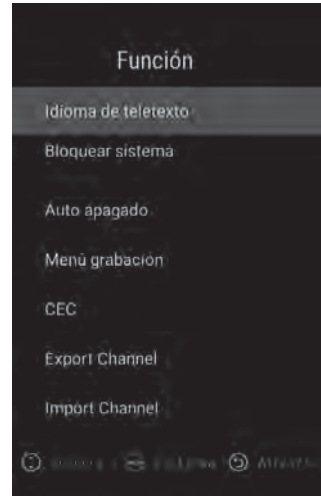 Función
Idioma de teletexto
Bloquear sistema
Auto apagado
Menú grabación
CEC
Export Channel
Import Channel